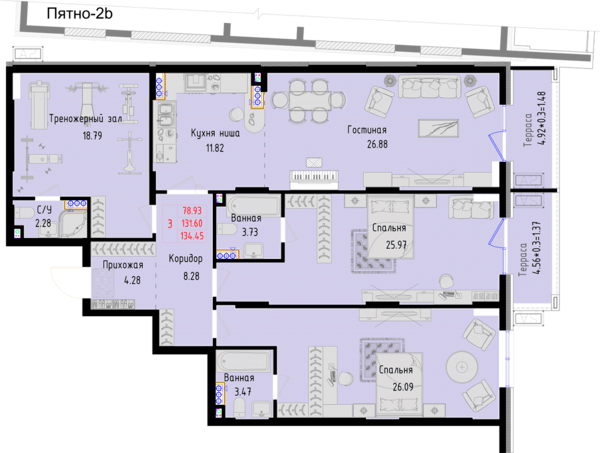 Пятно-2b
Тренажерный зал
18.79
Кухня ниша
11.82
Гостиная
26.88
Терраса
4.92*0.3=1.48
С/У
2.28
3
78.93
131.60
134.45
Ванная
3.73
Спальня
25.97
Терраса
4.56*0.3=1.37
Прихожая
4.28
Коридор
8.28
Ванная
3.47
Спальня
26.09